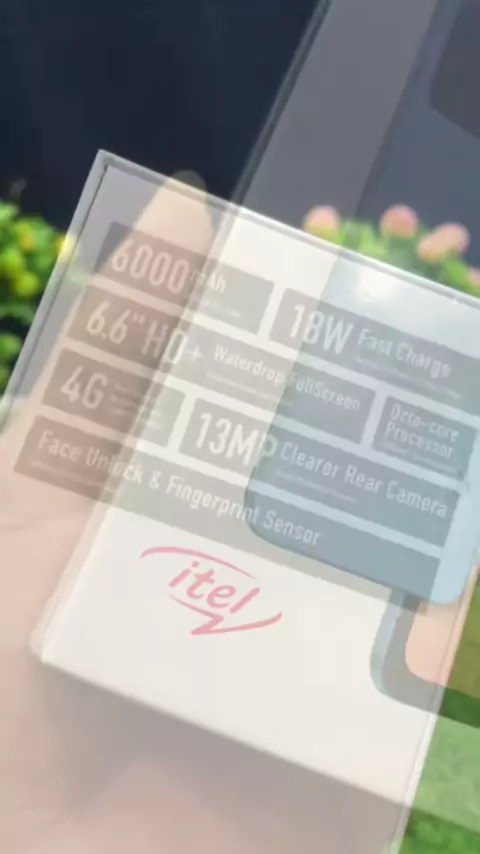 6000mAh
18W Fast Charge
6.6" HD+ Waterdrop FullScreen
Octa-core
Processor
4G
13MP Clearer Rear Camera
Face Unlock & Fingerprint Sensor
itel